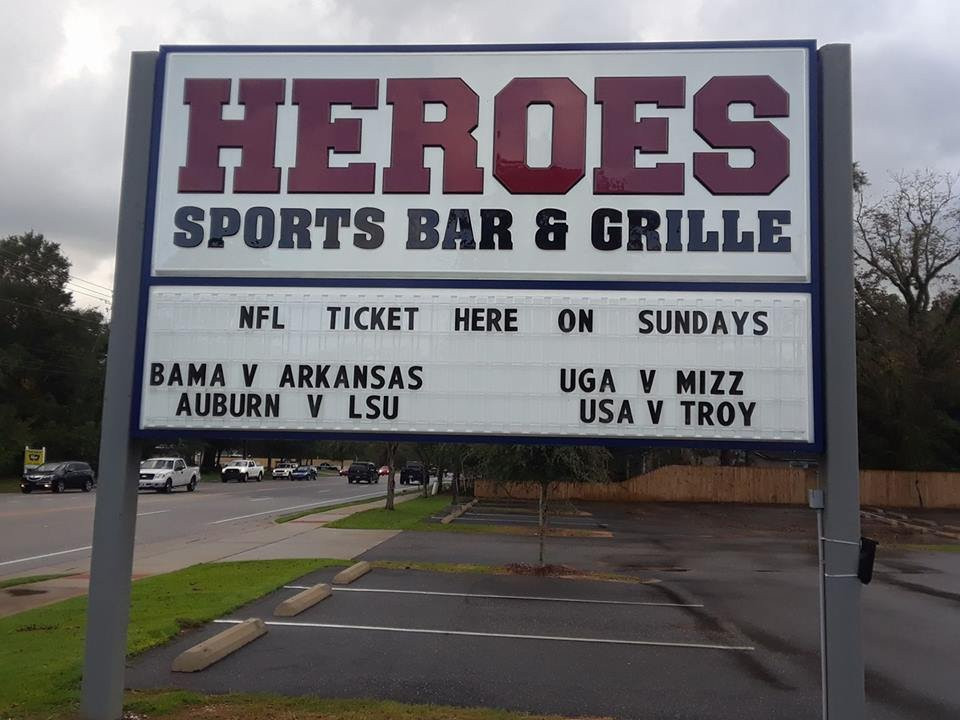 HEROES
SPORTS BAR & GRILLE
NFL TICKET HERE ON SUNDAYS
BAMA V ARKANSAS UGA V MIZZ
AUBURN V LSU USA V TROY